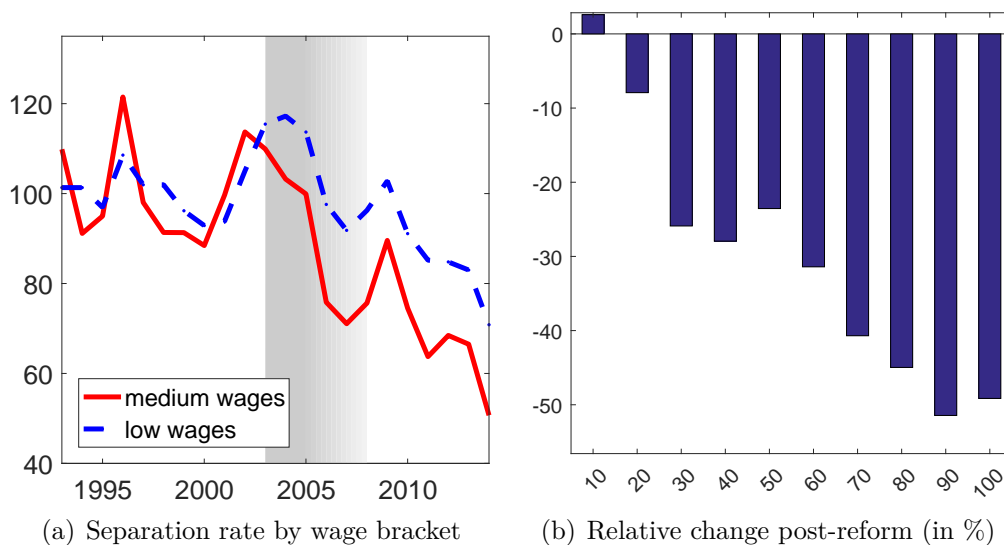 120
100
80
60
40
1995 2000 2005 2010
medium wages
low wages
(a) Separation rate by wage bracket
0
-10
-20
-30
-40
-50
10 20 30 40 50 60 70 80 90 100
(b) Relative change post-reform (in %)